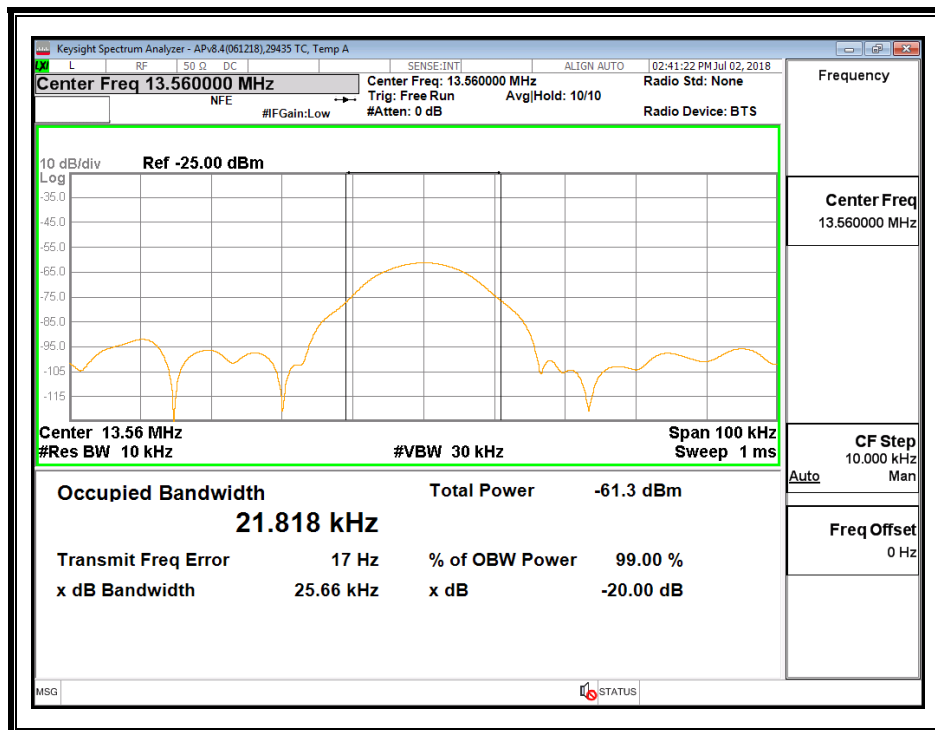 Keysight Spectrum Analyzer - APv8.4(061218),29435 TC, Temp A
LXI L RF 50 Ω DC SENSE:INT ALIGN AUTO 02:41:22 PM Jul 02, 2018
Center Freq 13.560000 MHz
NFE
#IFGain:Low
Center Freq: 13.560000 MHz
Trig: Free Run Avg|Hold: 10/10
#Atten: 0 dB
Radio Std: None
Radio Device: BTS
10 dB/div Ref -25.00 dBm
Log
-35.0
-45.0
-55.0
-65.0
-75.0
-85.0
-95.0
-105
-115
Center 13.56 MHz Span 100 kHz
#Res BW 10 kHz #VBW 30 kHz Sweep 1 ms
Occupied Bandwidth Total Power -61.3 dBm
21.818 kHz
Transmit Freq Error 17 Hz % of OBW Power 99.00 %
x dB Bandwidth 25.66 kHz x dB -20.00 dB
MSG STATUS
Frequency
Center Freq
13.560000 MHz
CF Step
10.000 kHz
Auto Man
Freq Offset
0 Hz